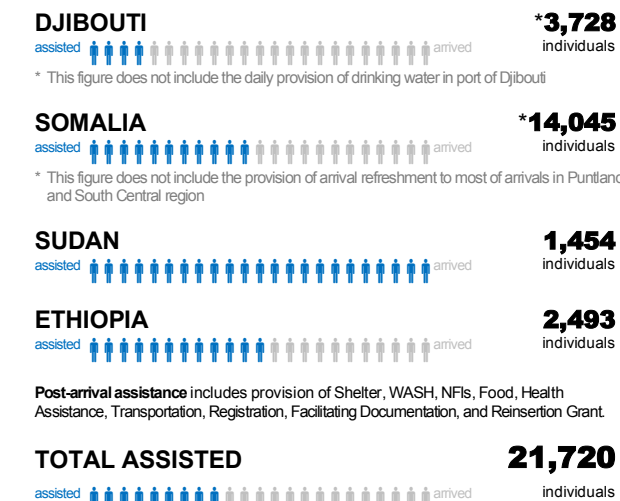 DJIBOUTI *3,728
assisted arrived individuals
* This figure does not include the daily provision of drinking water in port of Djibouti
SOMALIA *14,045
assisted arrived individuals
* This figure does not include the provision of arrival refreshment to most of arrivals in Puntland
and South Central region
SUDAN 1,454
assisted arrived individuals
ETHIOPIA 2,493
assisted arrived individuals
Post-arrival assistance includes provision of Shelter, WASH, NFIs, Food, Health
Assistance, Transportation, Registration, Facilitating Documentation, and Reinsertion Grant.
TOTAL ASSISTED 21,720
assisted arrived individuals